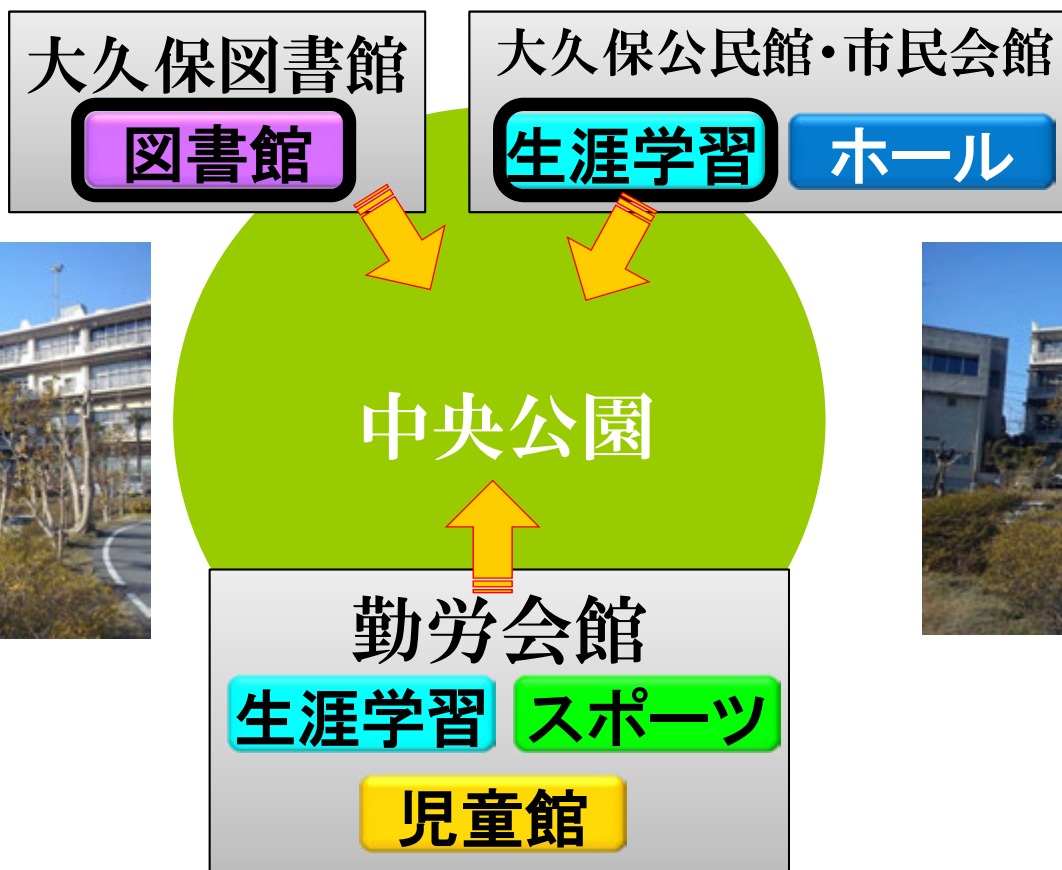 大久保図書館
図書館
大久保公民館・市民会館
生涯学習
ホール
中央公園
勤労会館
生涯学習
スポーツ
児童館